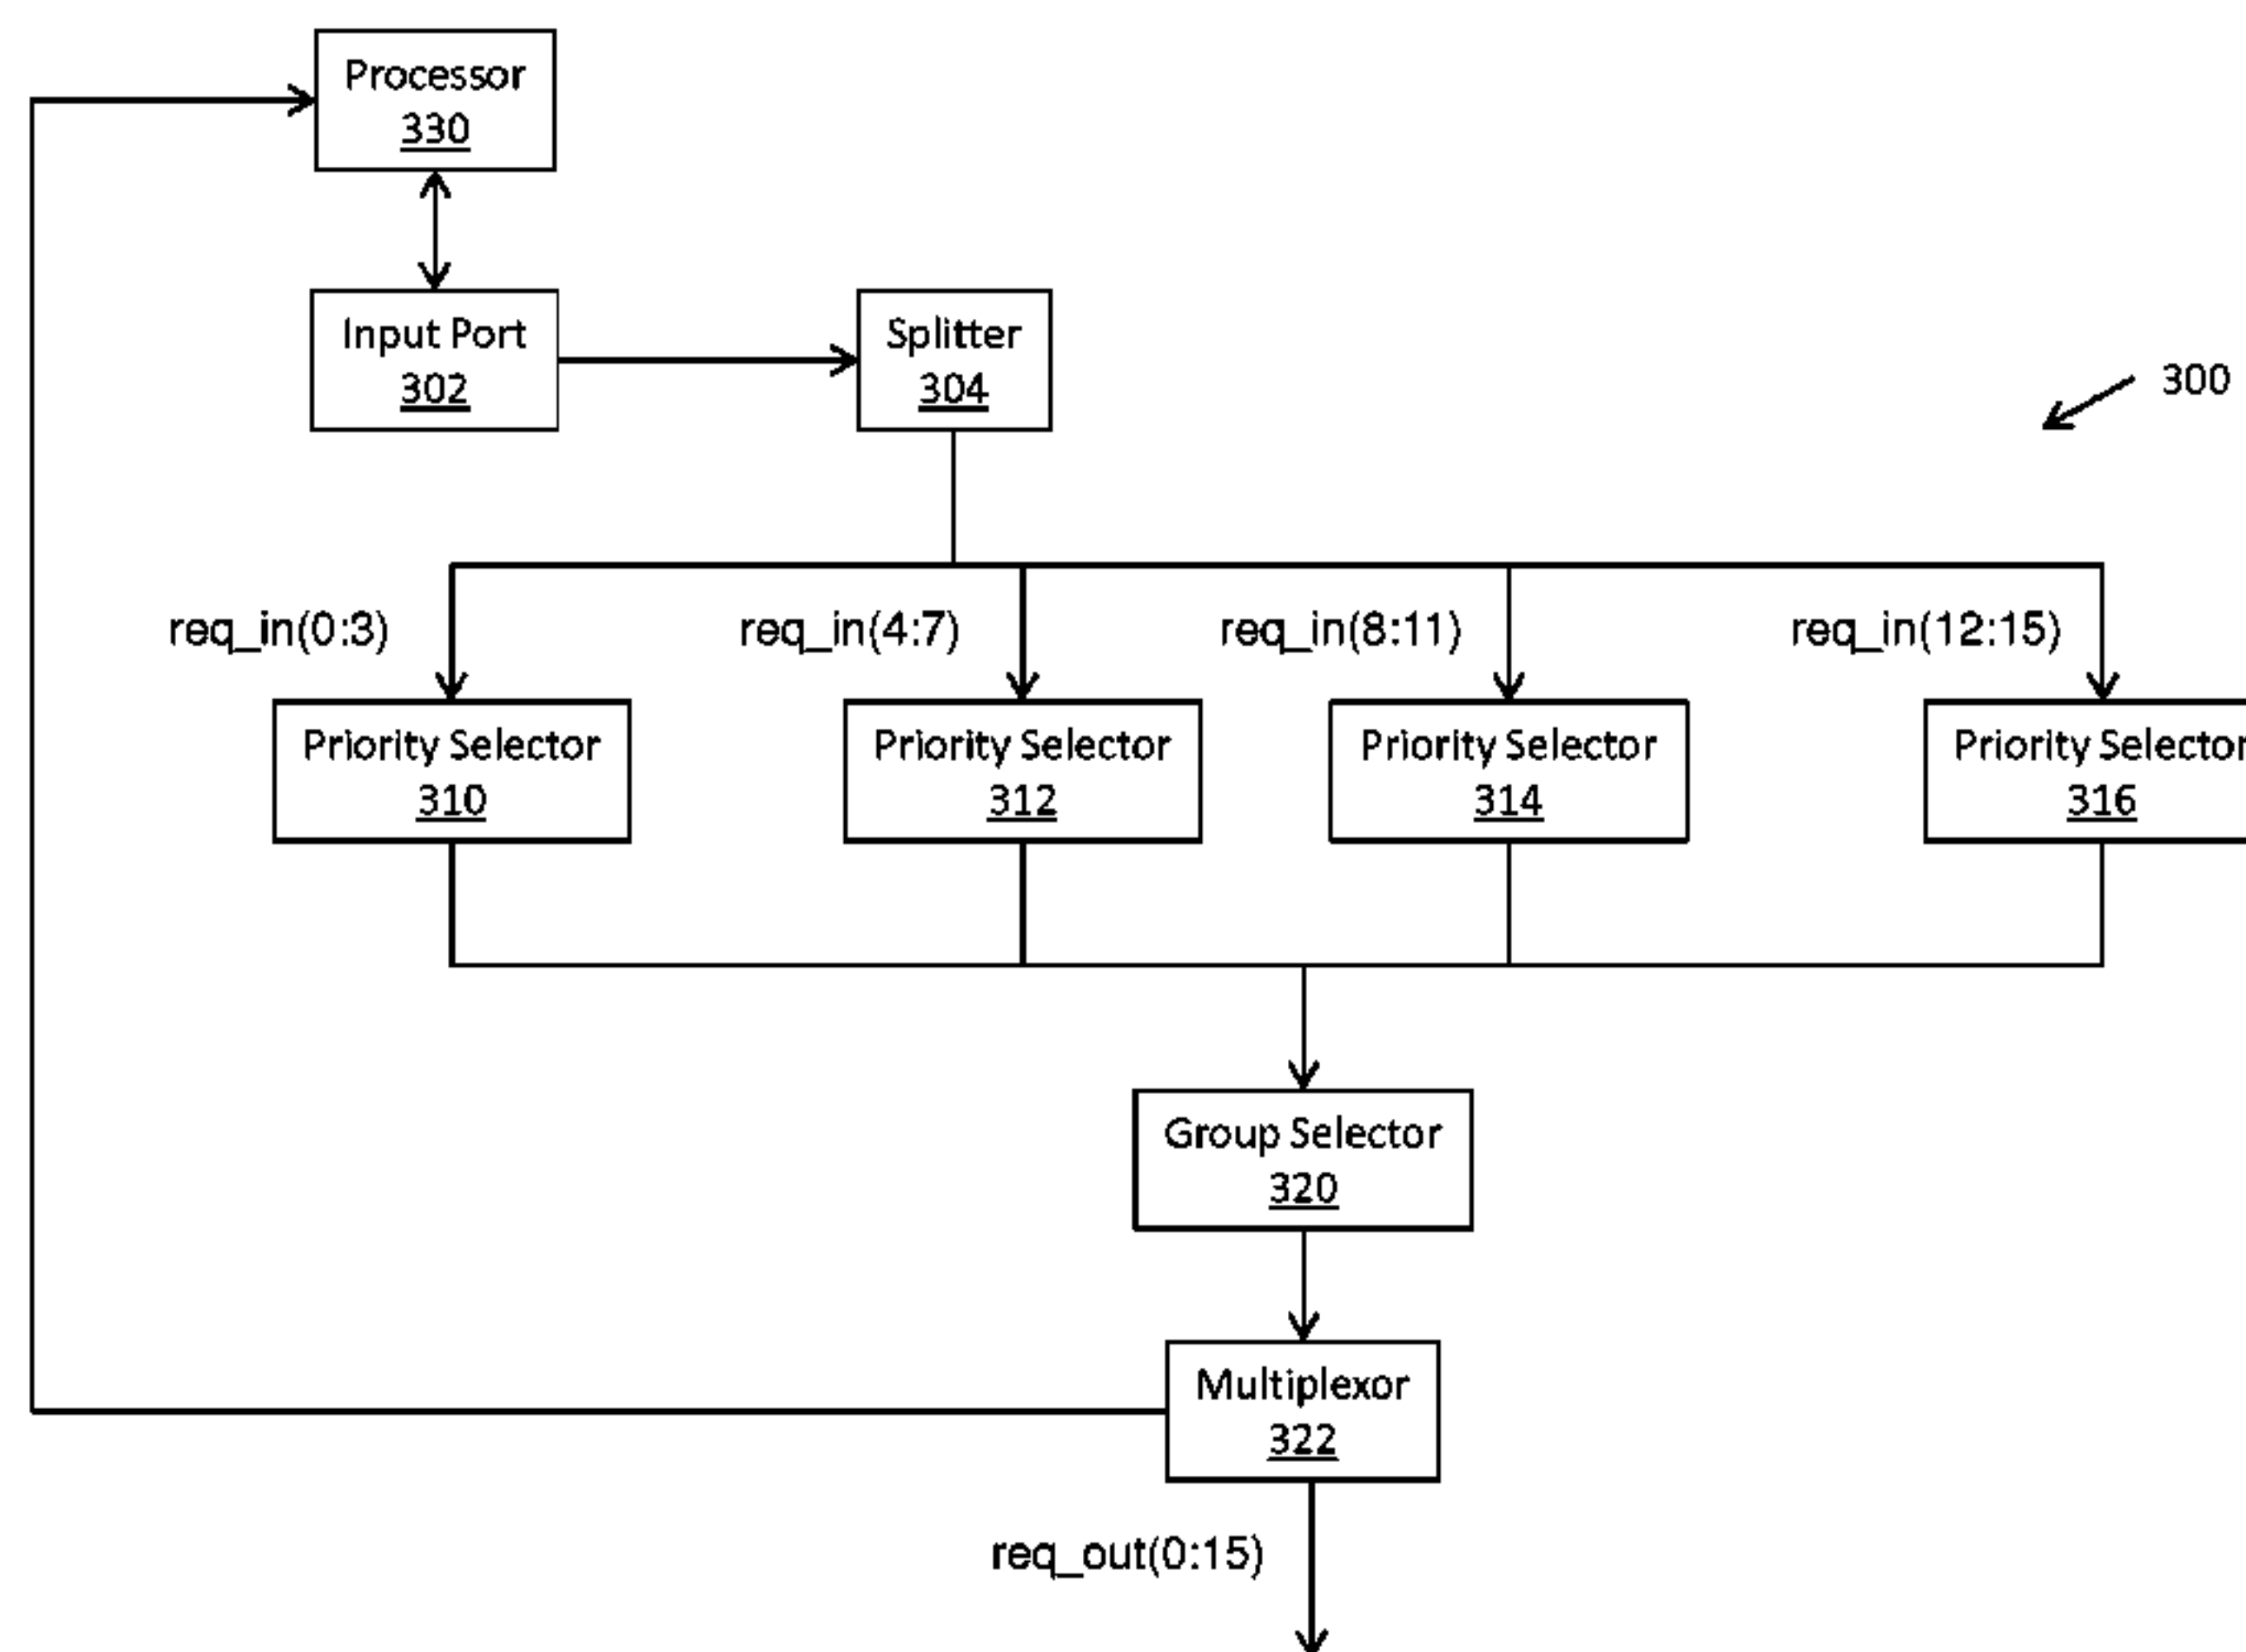 Processor
330
Input Port
302
Splitter
304
300
req_in(0:3)
req_in(4:7)
req_in(8:11)
req_in(12:15)
Priority Selector
310
Priority Selector
312
Priority Selector
314
Priority Selector
316
Group Selector
320
Multiplexor
322
req_out(0:15)